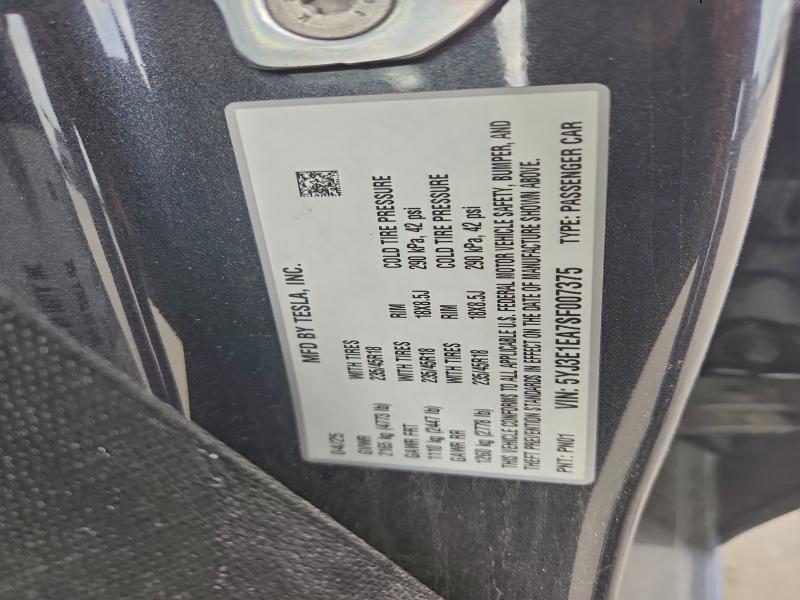 MFD BY TESLA, INC.
04/25
GVWR WITH TIRES RIM COLD TIRE PRESSURE
2165 kg (4773 lb) 235/45R18 18X8.5J 290 kPa, 42 psi
GAWR FRT WITH TIRES RIM COLD TIRE PRESSURE
1110 kg (2447 lb) 235/45R18 18X8.5J 290 kPa, 42 psi
GAWR RR WITH TIRES
1260 kg (2778 lb) 235/45R18
THIS VEHICLE CONFORMS TO ALL APPLICABLE U.S. FEDERAL MOTOR VEHICLE SAFETY, BUMPER, AND
THEFT PREVENTION STANDARDS IN EFFECT ON THE DATE OF MANUFACTURE SHOWN ABOVE.
PNT: PN01 VIN: 5YJ3E1EA7SF007375 TYPE: PASSENGER CAR